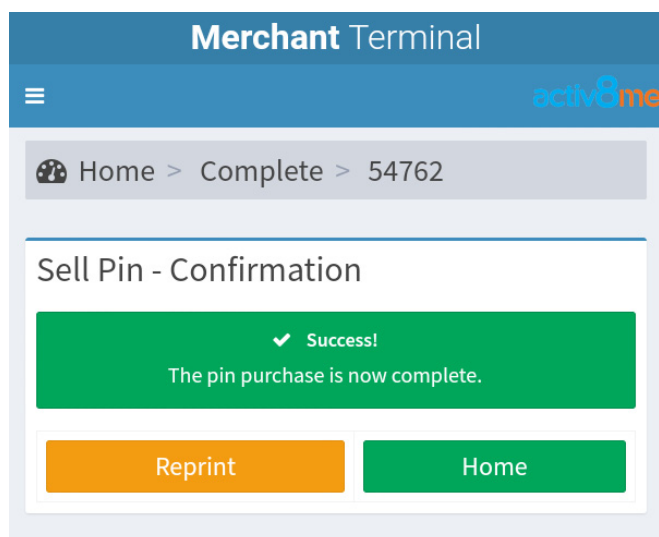 Merchant Terminal
activ8me
Home > Complete > 54762
Sell Pin - Confirmation
Success!
The pin purchase is now complete.
Reprint
Home